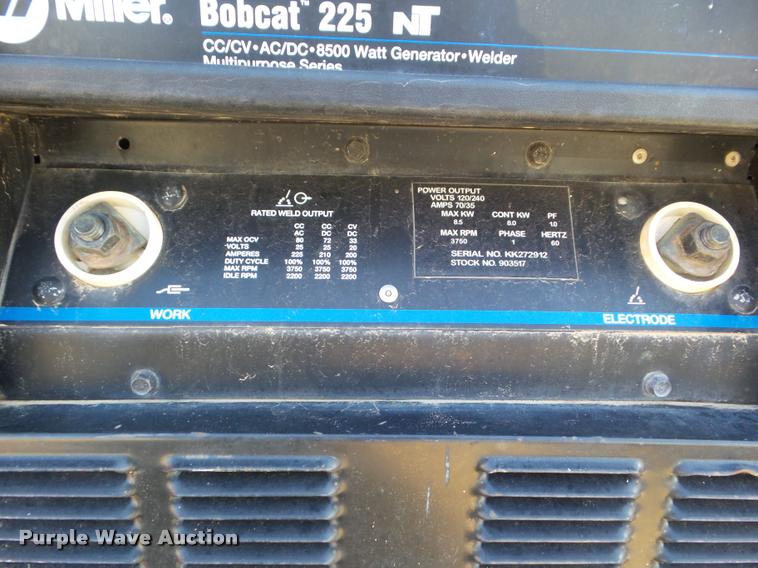 Miller®
Bobcat™ 225 NT
CC/CV•AC/DC•8500 Watt Generator•Welder
Multipurpose Series
RATED WELD OUTPUT
CC CC CV
AC DC DC
MAX OCV 80 72 33
VOLTS 25 25 20
AMPERES 225 210 200
DUTY CYCLE 100% 100% 100%
MAX RPM 3750 3750 3750
IDLE RPM 2200 2200 2200
POWER OUTPUT
VOLTS 120/240
AMPS 70/35
MAX KW CONT KW PF
8.5 8.0 1.0
MAX RPM PHASE HERTZ
3750 1 60
SERIAL NO. KK272912
STOCK NO. 903517
WORK
ELECTRODE
Purple Wave Auction